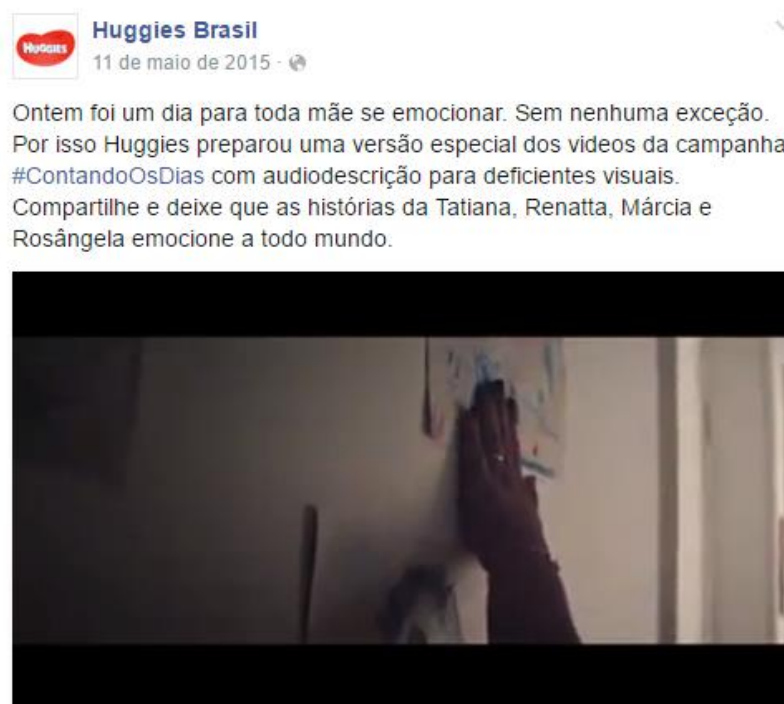 HUGGIES
Huggies Brasil
11 de maio de 2015 ·
Ontem foi um dia para toda mãe se emocionar. Sem nenhuma exceção.
Por isso Huggies preparou uma versão especial dos videos da campanha
#ContandoOsDias com audiodescrição para deficientes visuais.
Compartilhe e deixe que as histórias da Tatiana, Renatta, Márcia e
Rosângela emocione a todo mundo.